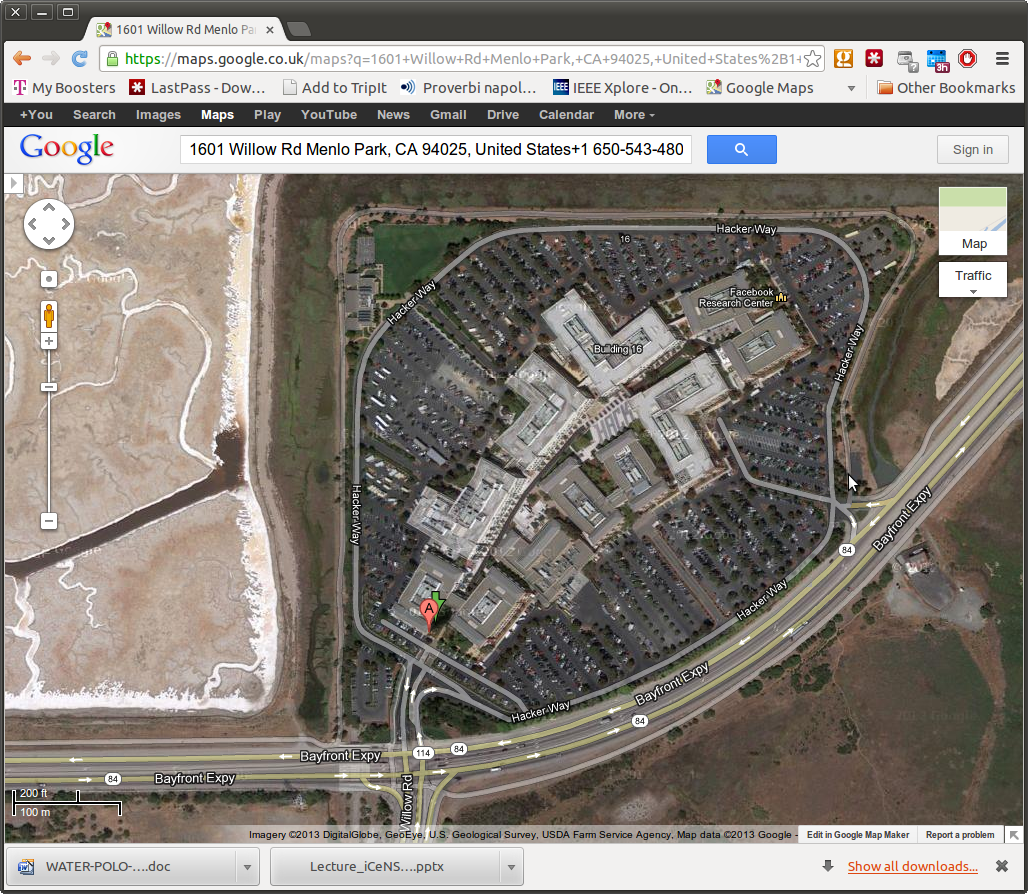 1601 Willow Rd Menlo Pa
https://maps.google.co.uk/maps?q=1601+Willow+Rd+Menlo+Park,+CA+94025,+United+States%2B1+
3h
My Boosters
LastPass - Dow…
Add to TripIt
Proverbi napol…
IEEE
IEEE Xplore - On…
Google Maps
Other Bookmarks
+You Search Images Maps Play YouTube News Gmail Drive Calendar More
Google
1601 Willow Rd Menlo Park, CA 94025, United States+1 650-543-480
Sign in
Map
Traffic
Hacker Way
16
Hacker Way
Facebook
Research Center
Building 16
Hacker Way
HACK
Hacker Way
Bayfront Expy
84
Hacker Way
A
Bayfront Expy
Hacker Way
84
Bayfront Expy
114
84
84
Bayfront Expy
Willow Rd
200 ft
100 m
Imagery ©2013 DigitalGlobe, GeoEye, U.S. Geological Survey, USDA Farm Service Agency, Map data ©2013 Google -
Edit in Google Map Maker
Report a problem
WATER-POLO-….doc
Lecture_iCeNS….pptx
Show all downloads...